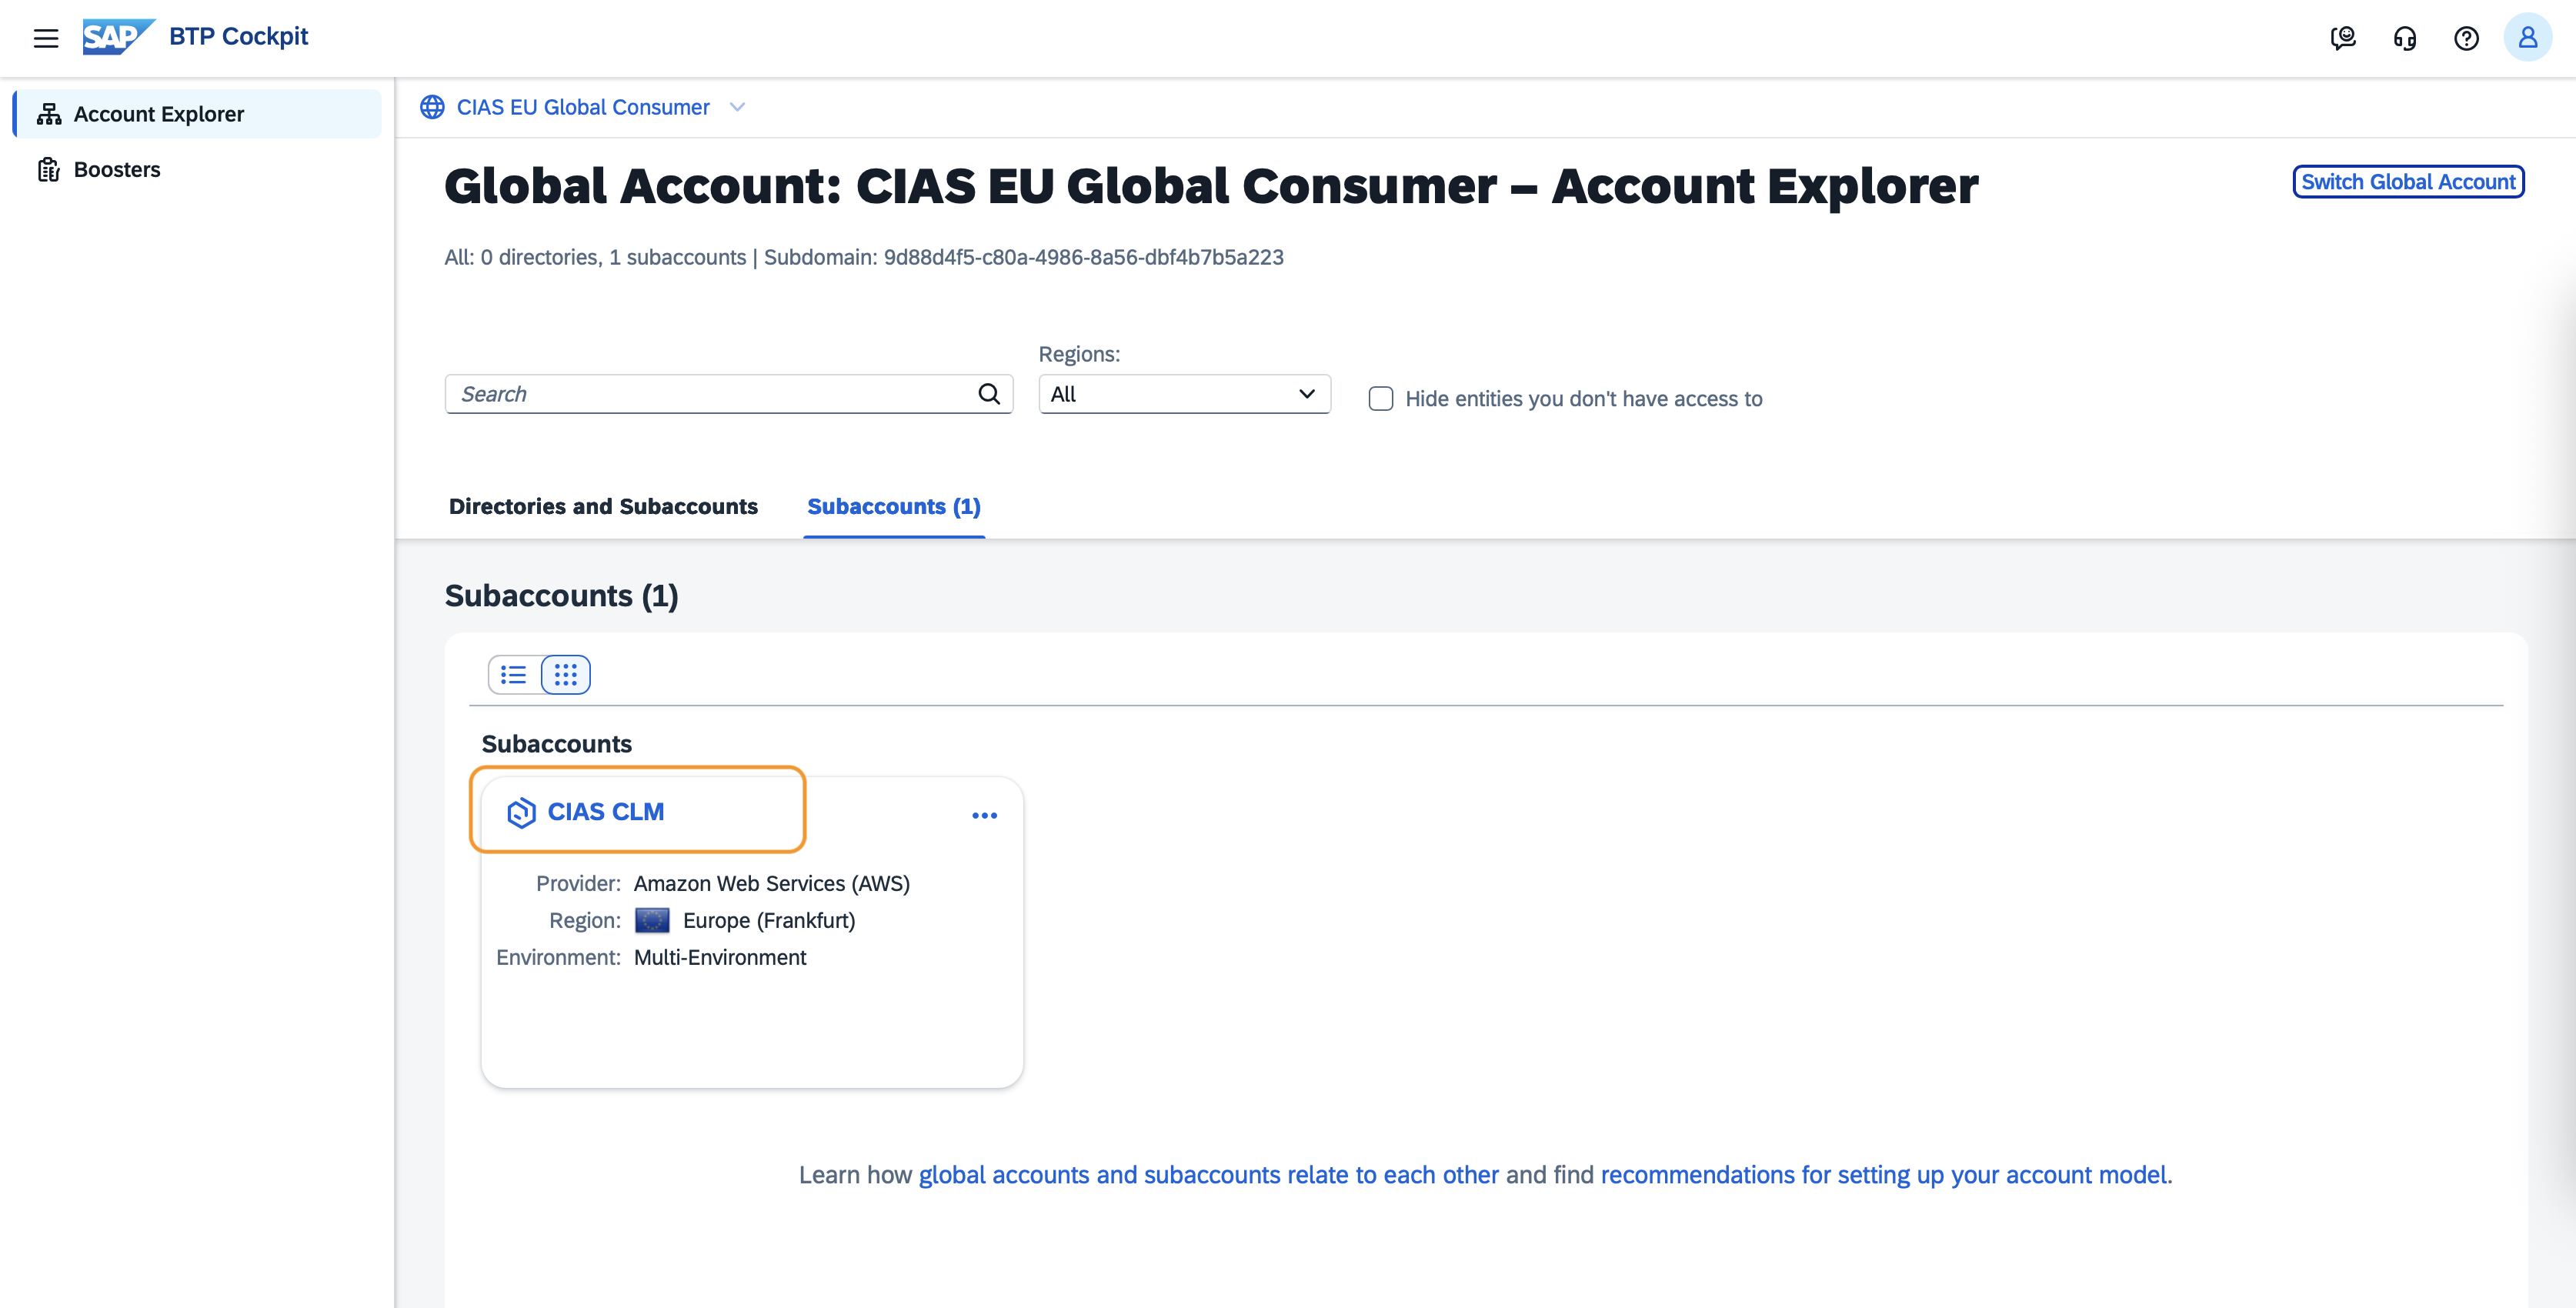 SAP BTP Cockpit
Account Explorer
Boosters
CIAS EU Global Consumer
Global Account: CIAS EU Global Consumer – Account Explorer
Switch Global Account
All: 0 directories, 1 subaccounts | Subdomain: 9d88d4f5-c80a-4986-8a56-dbf4b7b5a223
Regions:
Search
All
Hide entities you don't have access to
Directories and Subaccounts
Subaccounts (1)
Subaccounts (1)
Subaccounts
CIAS CLM
Provider: Amazon Web Services (AWS)
Region: Europe (Frankfurt)
Environment: Multi-Environment
Learn how global accounts and subaccounts relate to each other and find recommendations for setting up your account model.